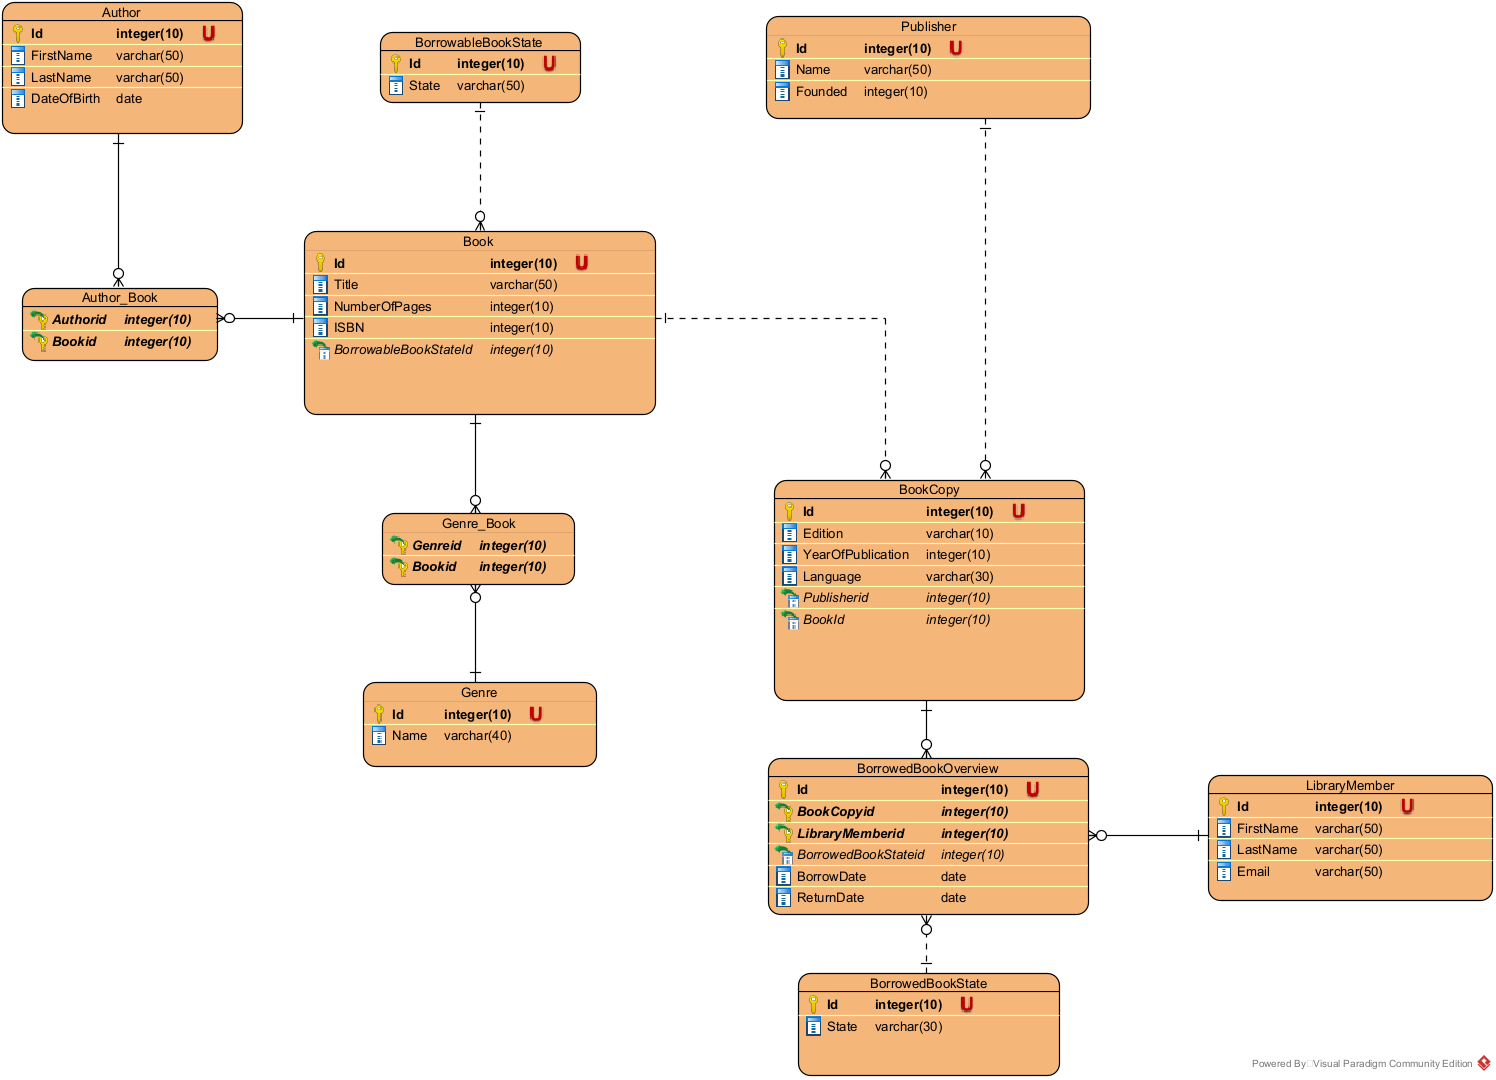 Author
Id integer(10) U
FirstName varchar(50)
LastName varchar(50)
DateOfBirth date
BorrowableBookState
Id integer(10) U
State varchar(50)
Publisher
Id integer(10) U
Name varchar(50)
Founded integer(10)
Book
Id integer(10) U
Title varchar(50)
NumberOfPages integer(10)
ISBN integer(10)
BorrowableBookStateId integer(10)
Author_Book
Authorid integer(10)
Bookid integer(10)
Genre_Book
Genreid integer(10)
Bookid integer(10)
BookCopy
Id integer(10) U
Edition varchar(10)
YearOfPublication integer(10)
Language varchar(30)
Publisherid integer(10)
BookId integer(10)
Genre
Id integer(10) U
Name varchar(40)
BorrowedBookOverview
Id integer(10) U
BookCopyid integer(10)
LibraryMemberid integer(10)
BorrowedBookStateid integer(10)
BorrowDate date
ReturnDate date
LibraryMember
Id integer(10) U
FirstName varchar(50)
LastName varchar(50)
Email varchar(50)
BorrowedBookState
Id integer(10) U
State varchar(30)
Powered By Visual Paradigm Community Edition